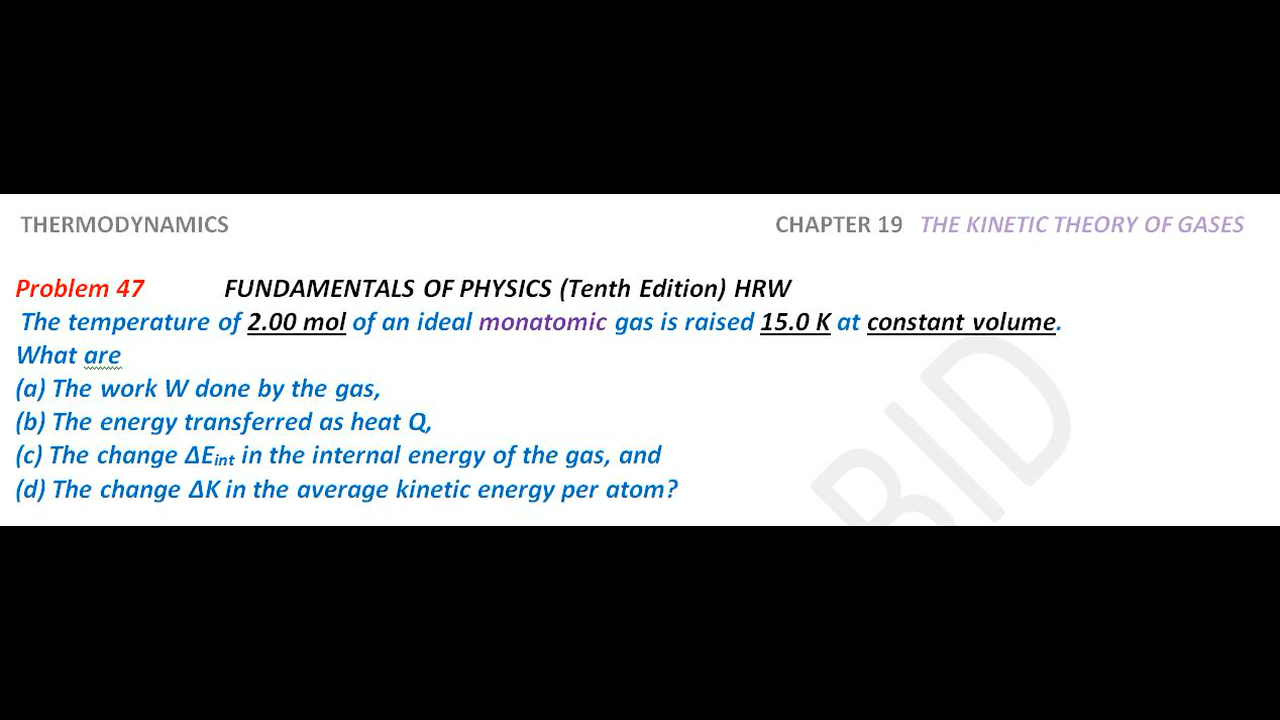 THERMODYNAMICS CHAPTER 19 THE KINETIC THEORY OF GASES
Problem 47 FUNDAMENTALS OF PHYSICS (Tenth Edition) HRW
The temperature of 2.00 mol of an ideal monatomic gas is raised 15.0 K at constant volume.
What are
(a) The work W done by the gas,
(b) The energy transferred as heat Q,
(c) The change ΔEint in the internal energy of the gas, and
(d) The change ΔK in the average kinetic energy per atom?
BID